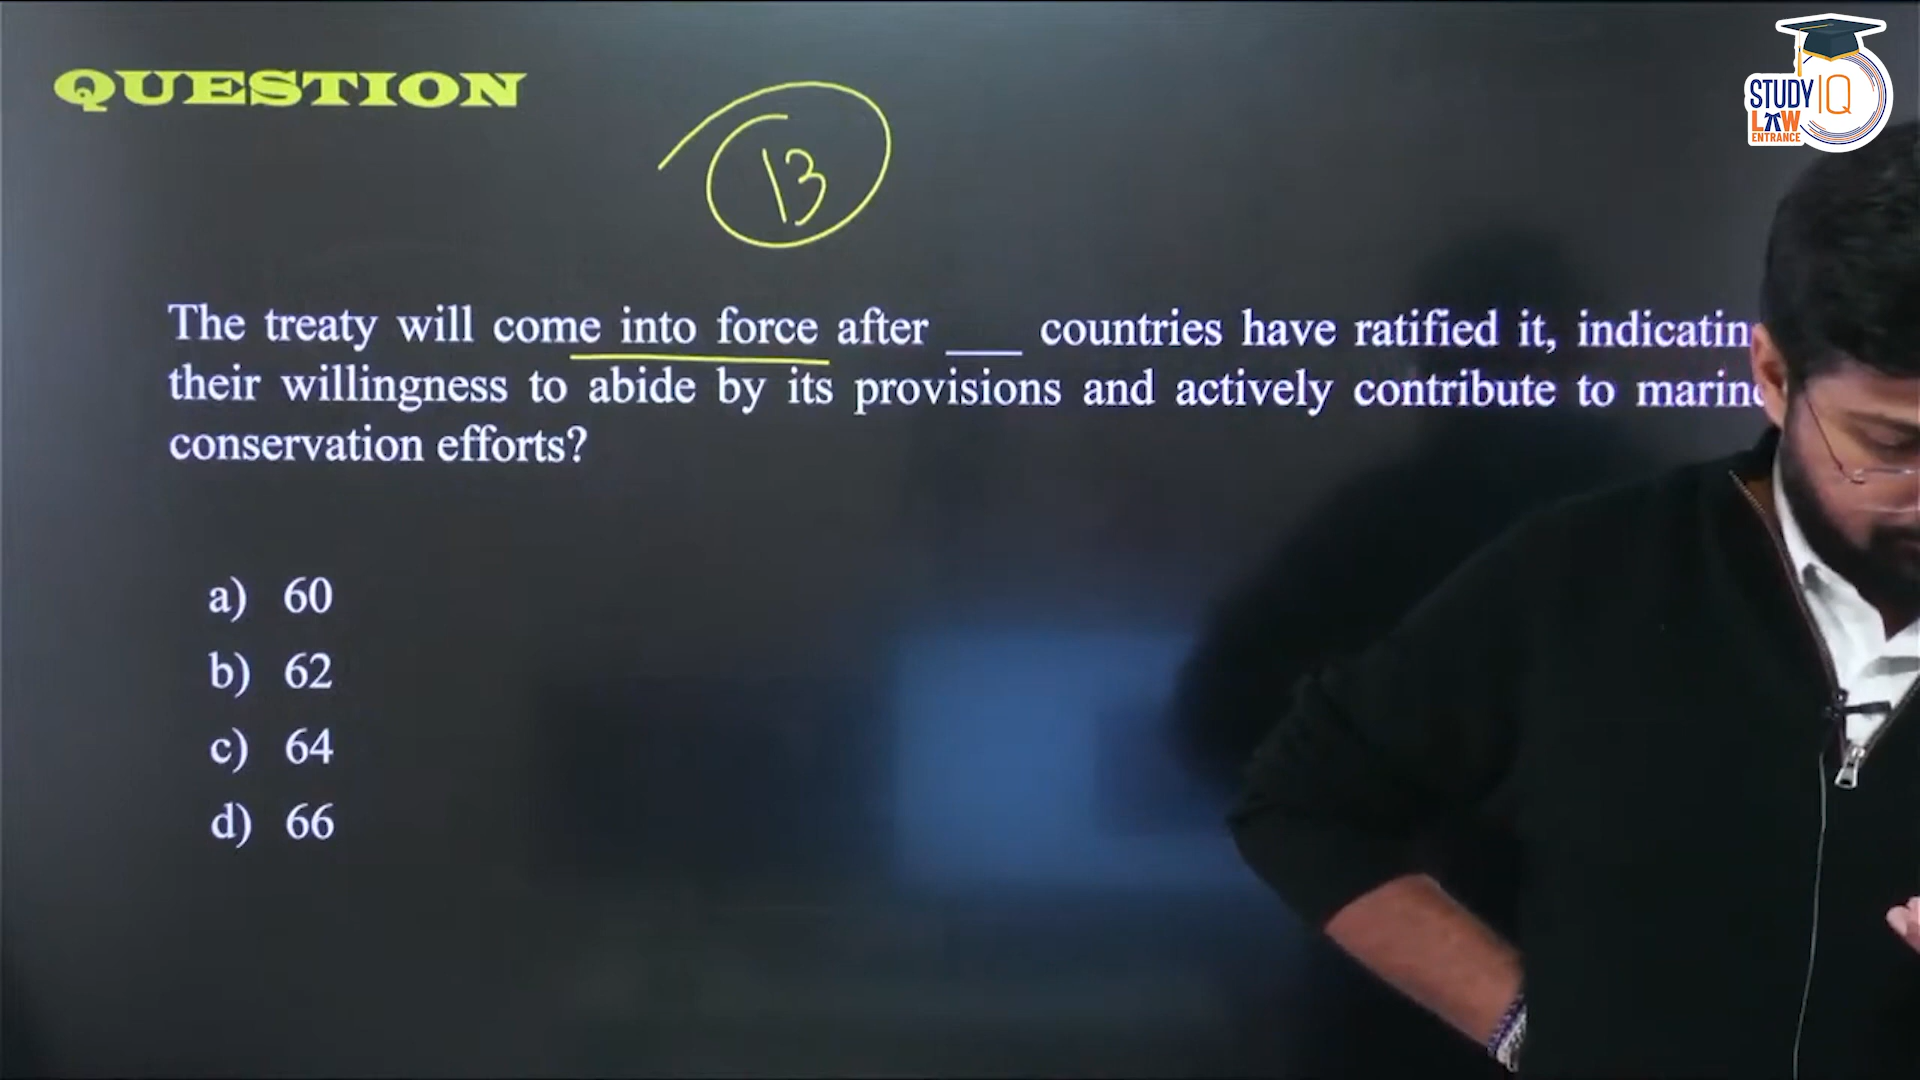 QUESTION
STUDY IQ
LAW
ENTRANCE
13
The treaty will come into force after ___ countries have ratified it, indicatin
their willingness to abide by its provisions and actively contribute to marine
conservation efforts?
a) 60
b) 62
c) 64
d) 66